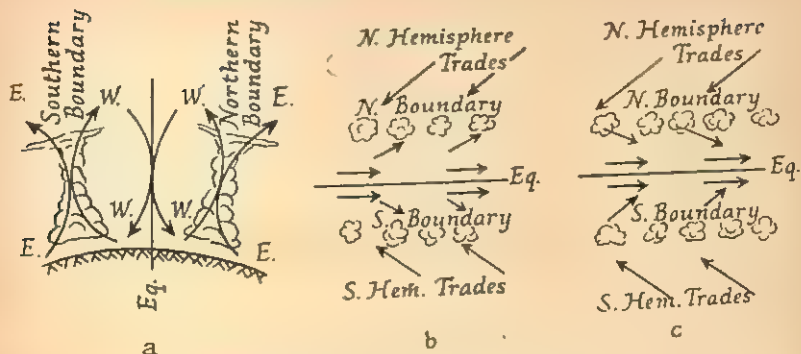 Southern
Boundary
Northern
Boundary
E.
W.
W.
E.
W.
W.
E.
E.
Eq.
a
N. Hemisphere
Trades
N. Boundary
Eq.
S. Boundary
S. Hem. Trades
b
N. Hemisphere
Trades
N. Boundary
Eq.
S. Boundary
S. Hem. Trades
c